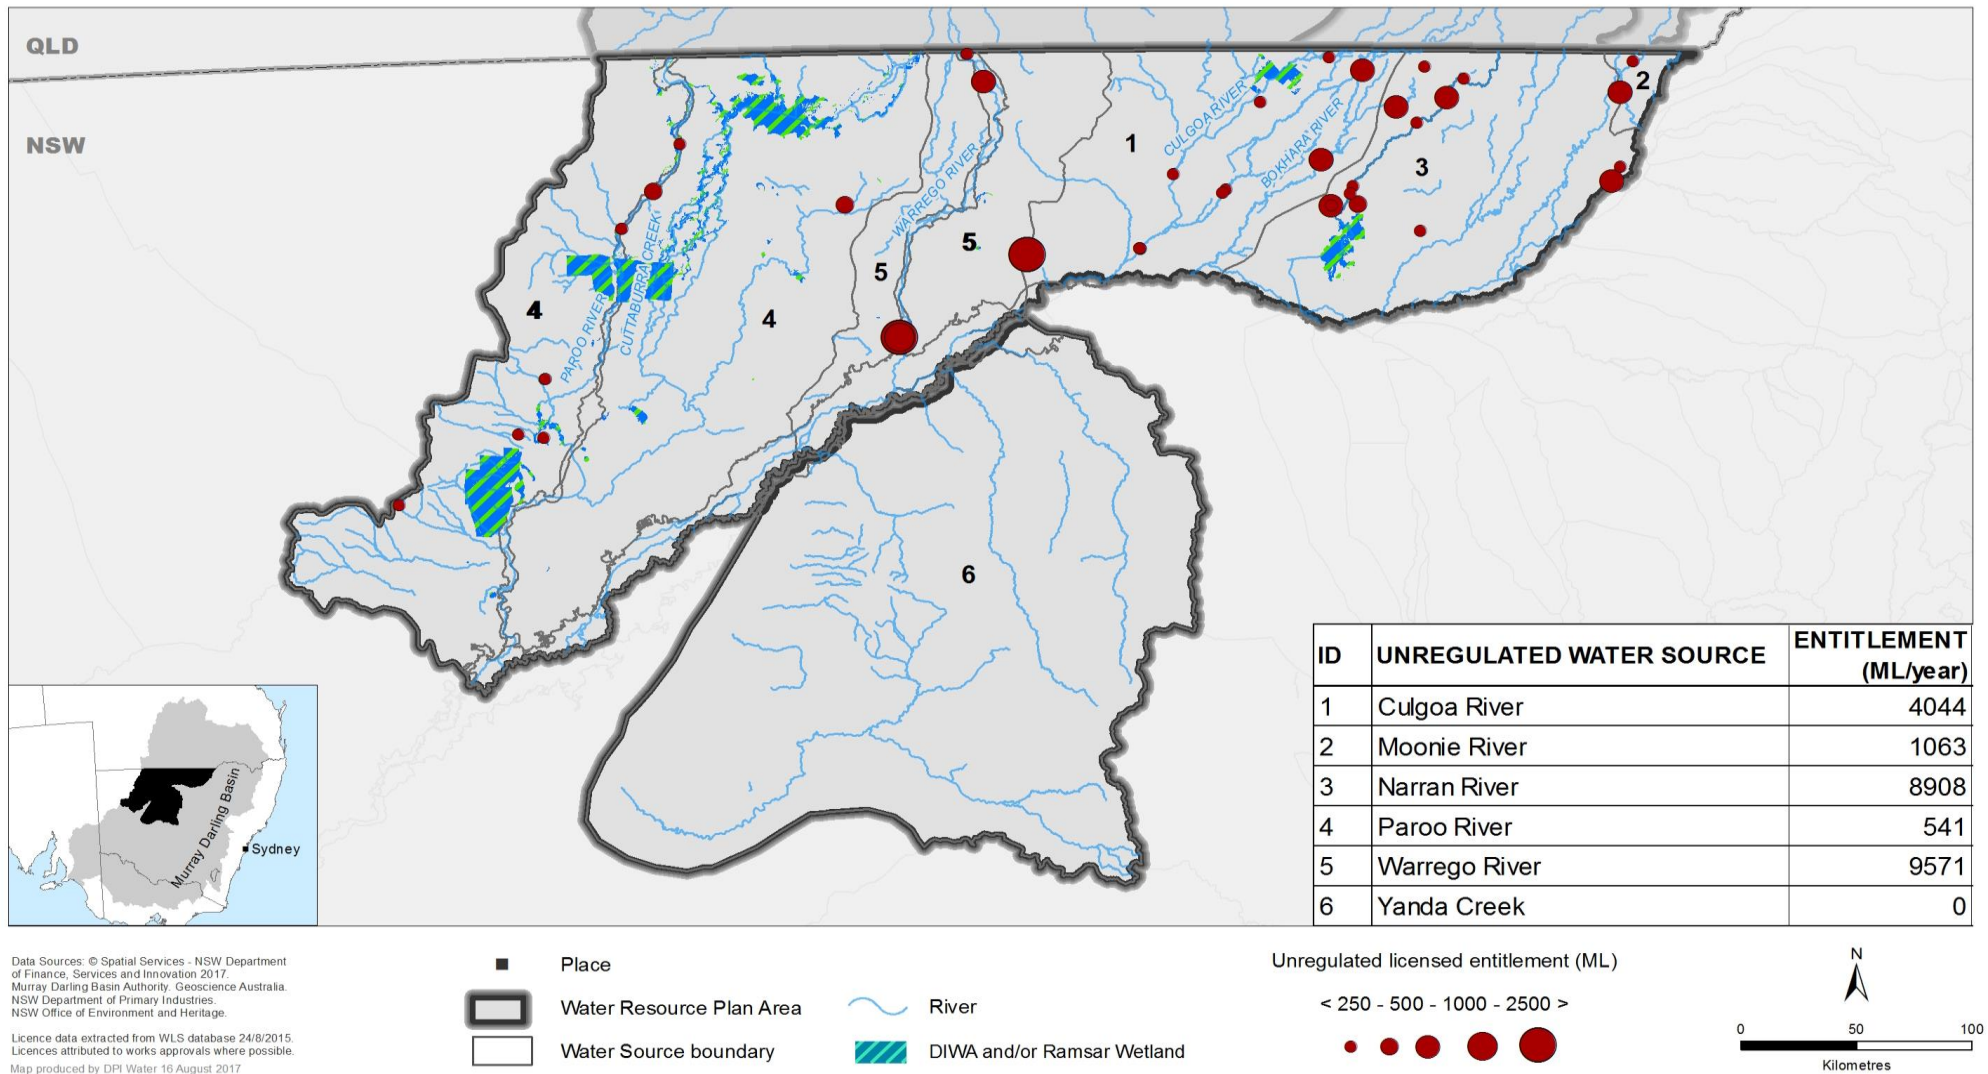 QLD
NSW
CULGOA RIVER
BOKHARA RIVER
WARREGO RIVER
PAROO RIVER
CUTTABURRA CREEK
1
2
3
4
4
5
5
6
ID UNREGULATED WATER SOURCE ENTITLEMENT (ML/year)
1 Culgoa River 4044
2 Moonie River 1063
3 Narran River 8908
4 Paroo River 541
5 Warrego River 9571
6 Yanda Creek 0
Murray Darling Basin
Sydney
Data Sources: © Spatial Services - NSW Department
of Finance, Services and Innovation 2017.
Murray Darling Basin Authority. Geoscience Australia.
NSW Department of Primary Industries.
NSW Office of Environment and Heritage.
Licence data extracted from WLS database 24/8/2015.
Licences attributed to works approvals where possible.
Map produced by DPI Water 16 August 2017
Place
Water Resource Plan Area
Water Source boundary
River
DIWA and/or Ramsar Wetland
Unregulated licensed entitlement (ML)
< 250 - 500 - 1000 - 2500 >
N
0 50 100
Kilometres